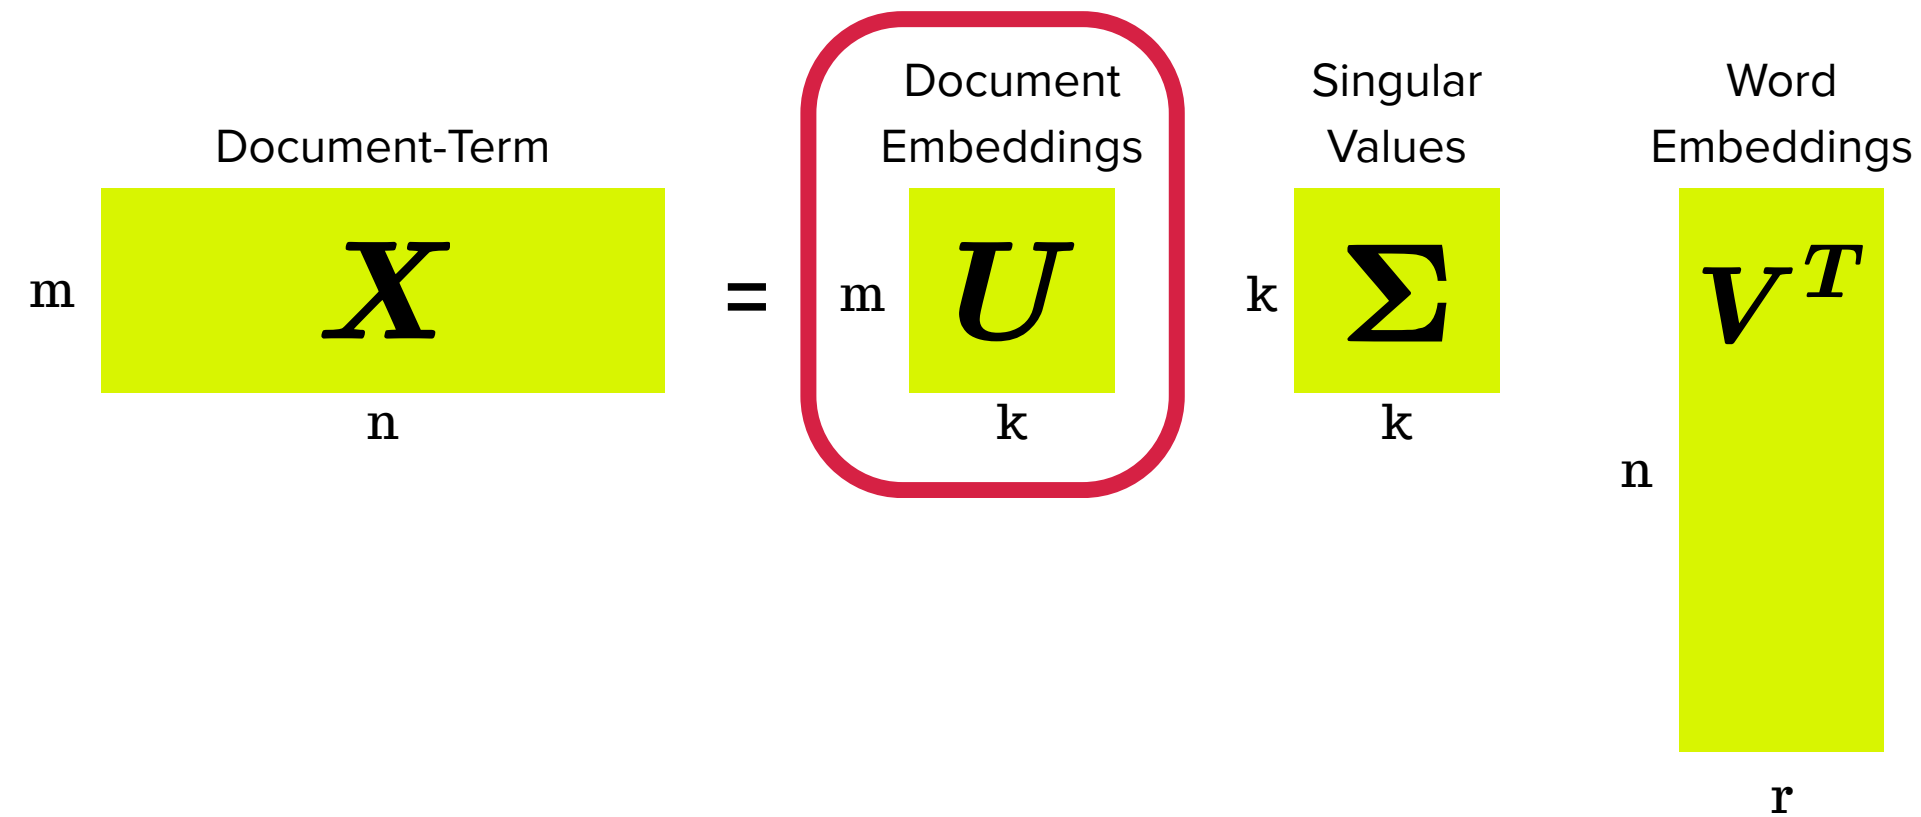 Document-Term
m
X
n
=
Document
Embeddings
m
U
k
Singular
Values
k
Σ
k
Word
Embeddings
V^T
n
r